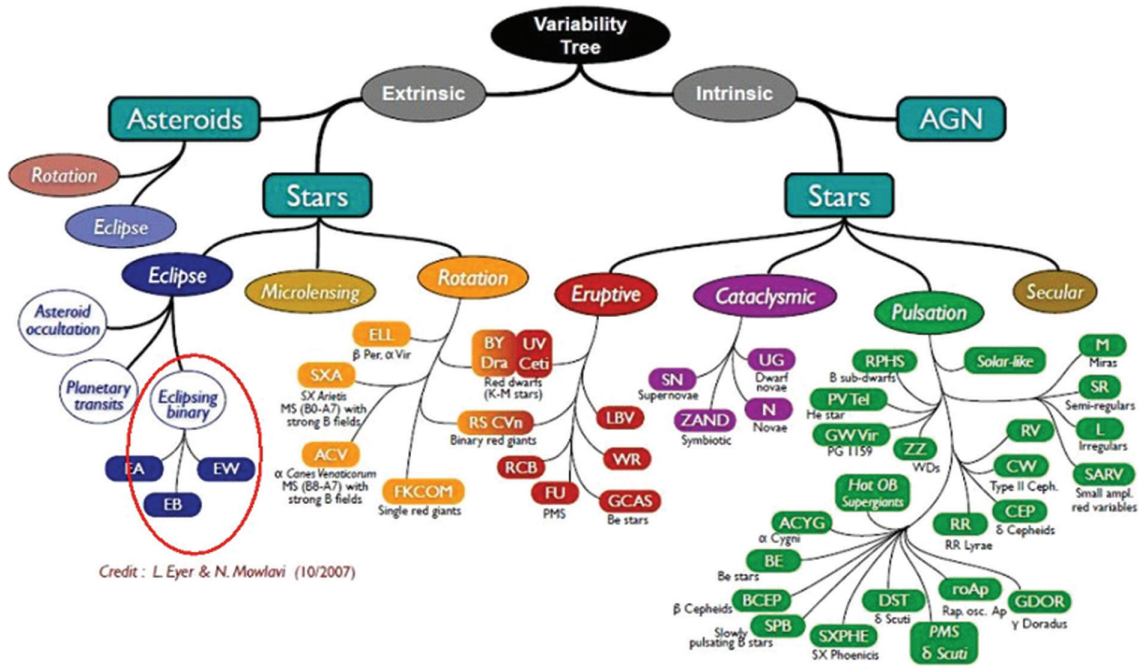 Variability
Tree
Extrinsic
Intrinsic
Asteroids
AGN
Rotation
Eclipse
Stars
Stars
Eclipse
Microlensing
Rotation
Eruptive
Cataclysmic
Pulsation
Secular
Asteroid
occultation
Planetary
transits
Eclipsing
binary
EA
EW
EB
ELL
β Per, α Vir
SXA
SX Arietis
MS (B0-A7) with
strong B fields
ACV
α Canes Venaticorum
MS (B8-A7) with
strong B fields
FKCOM
Single red giants
BY
Dra
UV
Ceti
Red dwarfs
(K-M stars)
RS CVn
Binary red giants
LBV
WR
RCB
FU
PMS
GCAS
Be stars
SN
Supernovae
UG
Dwarf
novae
ZAND
Symbiotic
N
Novae
RPHS
B sub-dwarfs
Solar-like
PV Tel
He star
GW Vir
PG 1159
ZZ
WDs
M
Miras
SR
Semi-regulars
L
Irregulars
SARV
Small ampl.
red variables
RV
CW
Type II Ceph.
CEP
δ Cepheids
RR
RR Lyrae
Hot OB
Supergiants
ACYG
α Cygni
BE
Be stars
BCEP
β Cepheids
SPB
Slowly
pulsating B stars
SXPHE
SX Phoenicis
DST
δ Scuti
PMS
δ Scuti
roAp
Rap. osc. Ap
GDOR
γ Doradus
Credit : L. Eyer & N. Mowlavi (10/2007)